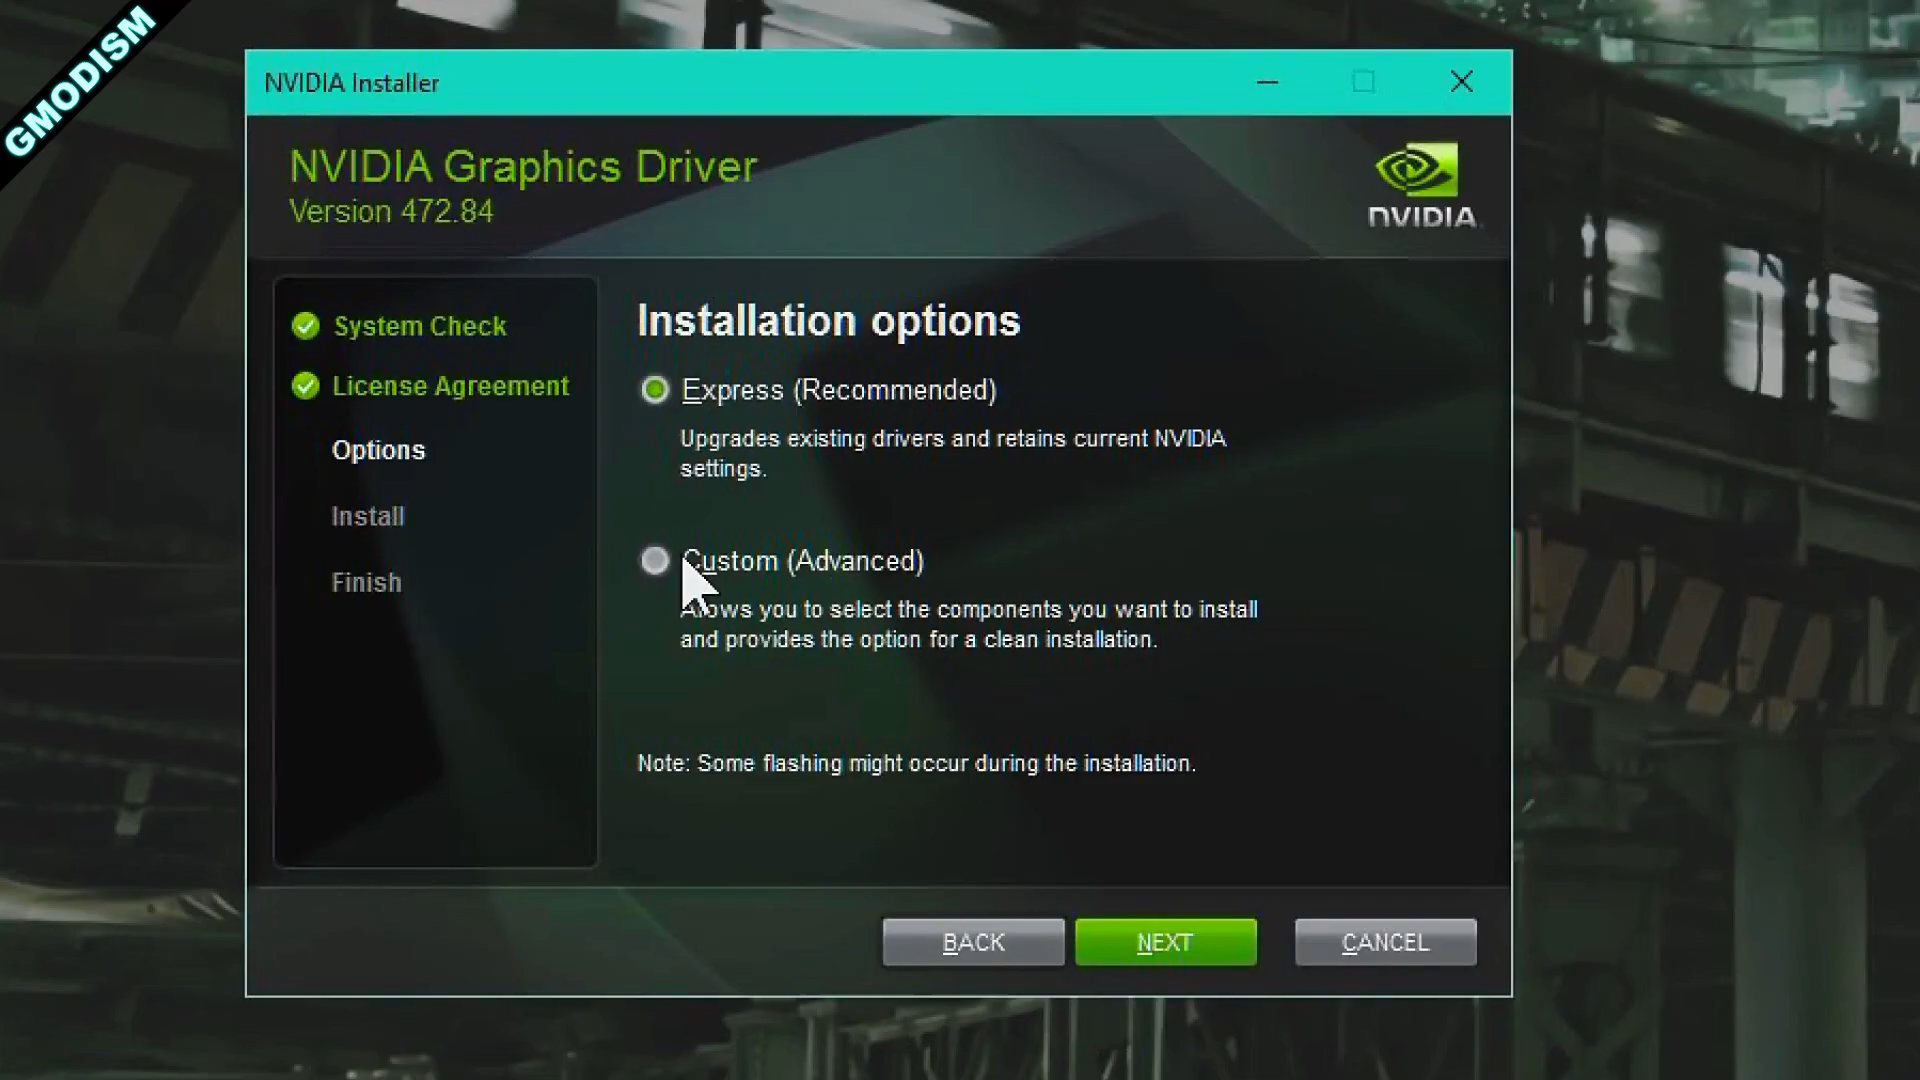 GMODISM
NVIDIA Installer
NVIDIA Graphics Driver
Version 472.84
NVIDIA
System Check
License Agreement
Options
Install
Finish
Installation options
Express (Recommended)
Upgrades existing drivers and retains current NVIDIA
settings.
Custom (Advanced)
Allows you to select the components you want to install
and provides the option for a clean installation.
Note: Some flashing might occur during the installation.
BACK
NEXT
CANCEL